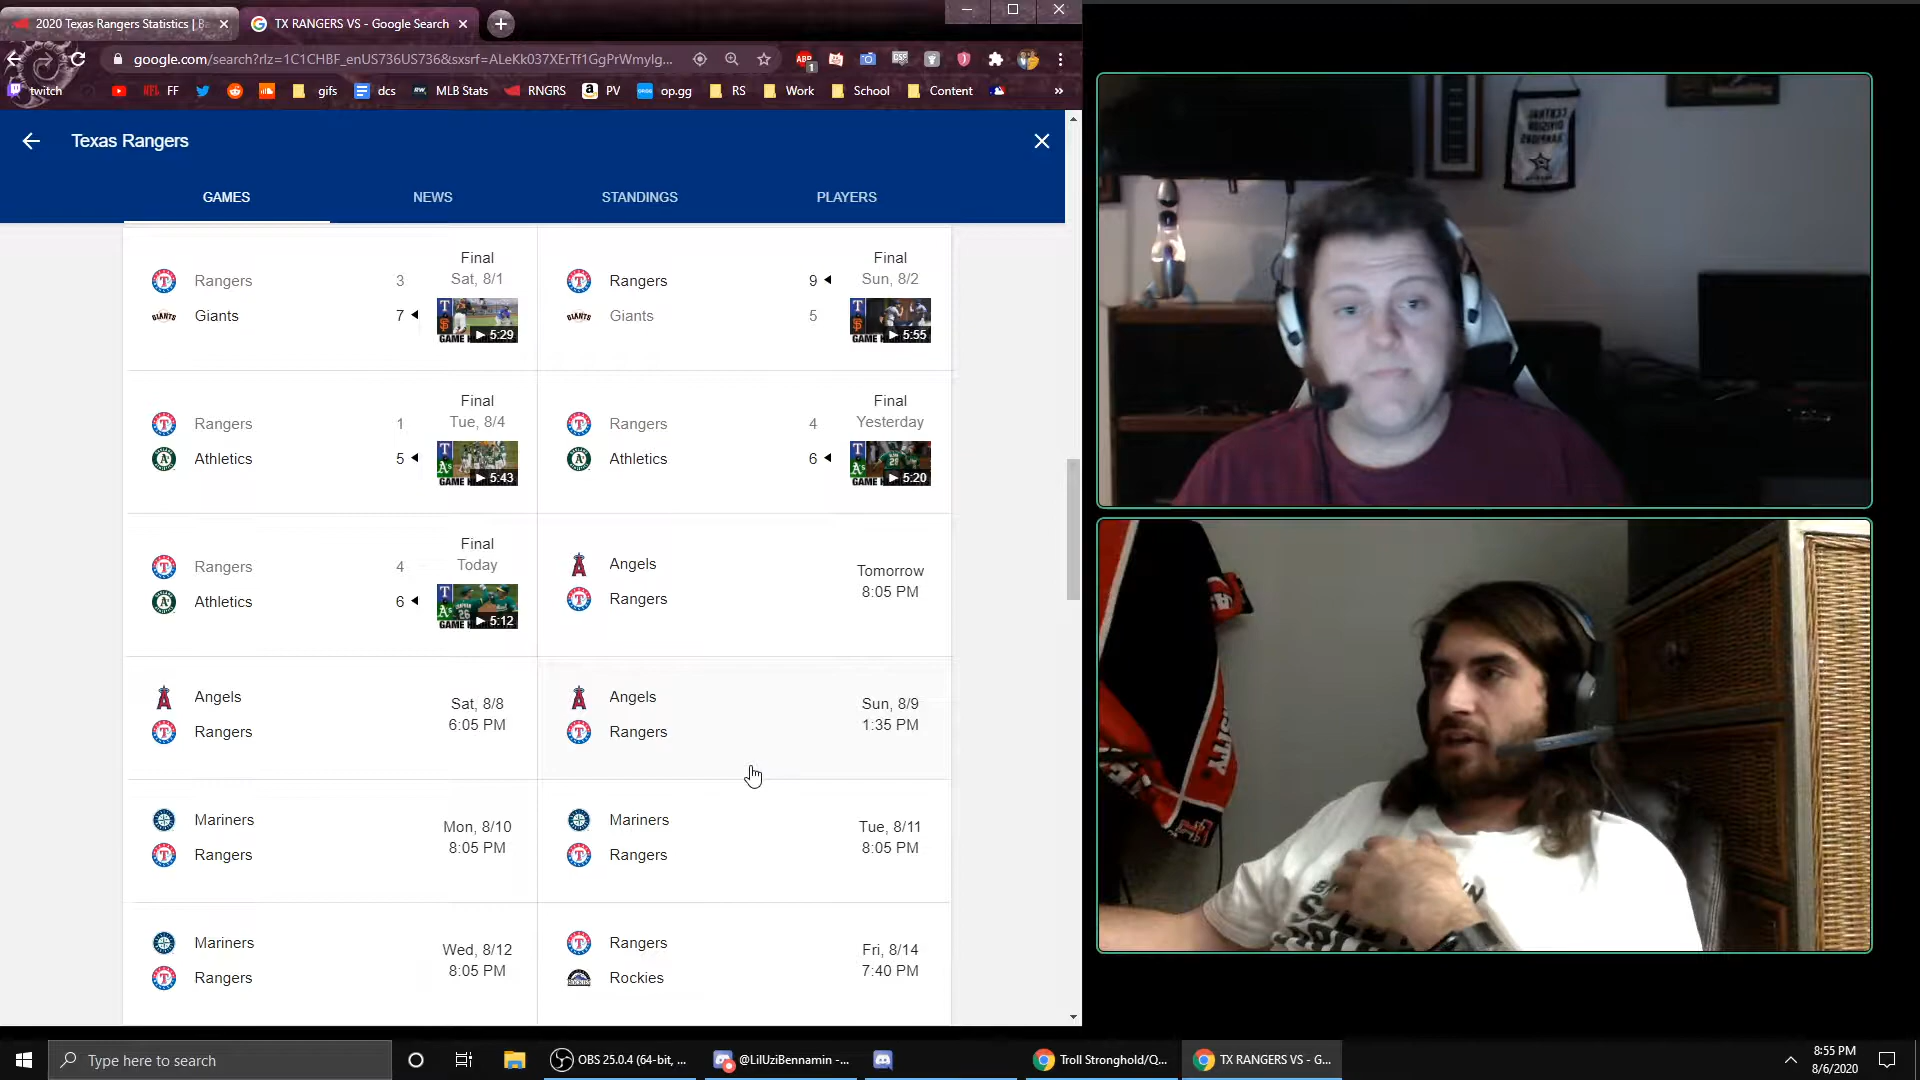 2020 Texas Rangers Statistics | B
TX RANGERS VS - Google Search
google.com/search?rlz=1C1CHBF_enUS736US736&sxsrf=ALeKk037XErTf1GgPrWmylg...
twitch
NFL
FF
gifs
dcs
MLB Stats
RNGRS
PV
op.gg
RS
Work
School
Content
»
Texas Rangers
GAMES
NEWS
STANDINGS
PLAYERS
Rangers 3
Giants 7
Final
Sat, 8/1
5:29
Rangers 9
Giants 5
Final
Sun, 8/2
5:55
Rangers 1
Athletics 5
Final
Tue, 8/4
5:43
Rangers 4
Athletics 6
Final
Yesterday
5:20
Rangers 4
Athletics 6
Final
Today
5:12
Angels
Rangers
Tomorrow
8:05 PM
Angels
Rangers
Sat, 8/8
6:05 PM
Angels
Rangers
Sun, 8/9
1:35 PM
Mariners
Rangers
Mon, 8/10
8:05 PM
Mariners
Rangers
Tue, 8/11
8:05 PM
Mariners
Rangers
Wed, 8/12
8:05 PM
Rangers
Rockies
Fri, 8/14
7:40 PM
CENTRAL
DIVISION
CHAMPIONS
Type here to search
OBS 25.0.4 (64-bit, ...
@LilUziBennamin -...
Troll Stronghold/Q...
TX RANGERS VS - G...
8:55 PM
8/6/2020